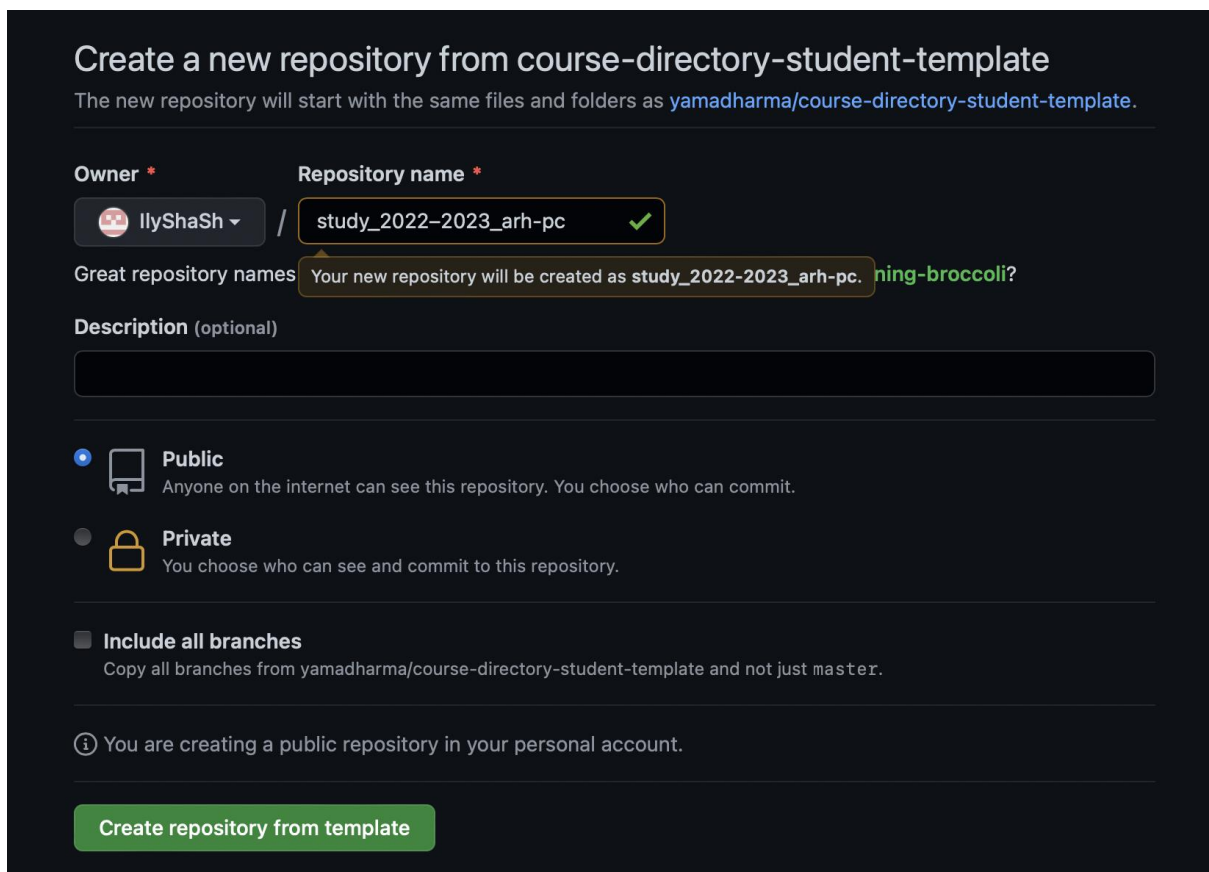 Create a new repository from course-directory-student-template
The new repository will start with the same files and folders as yamadharma/course-directory-student-template.
Owner *
Repository name *
IlyShaSh
/
study_2022–2023_arh-pc
Great repository names
Your new repository will be created as study_2022-2023_arh-pc.
ning-broccoli?
Description (optional)
Public
Anyone on the internet can see this repository. You choose who can commit.
Private
You choose who can see and commit to this repository.
Include all branches
Copy all branches from yamadharma/course-directory-student-template and not just master.
You are creating a public repository in your personal account.
Create repository from template